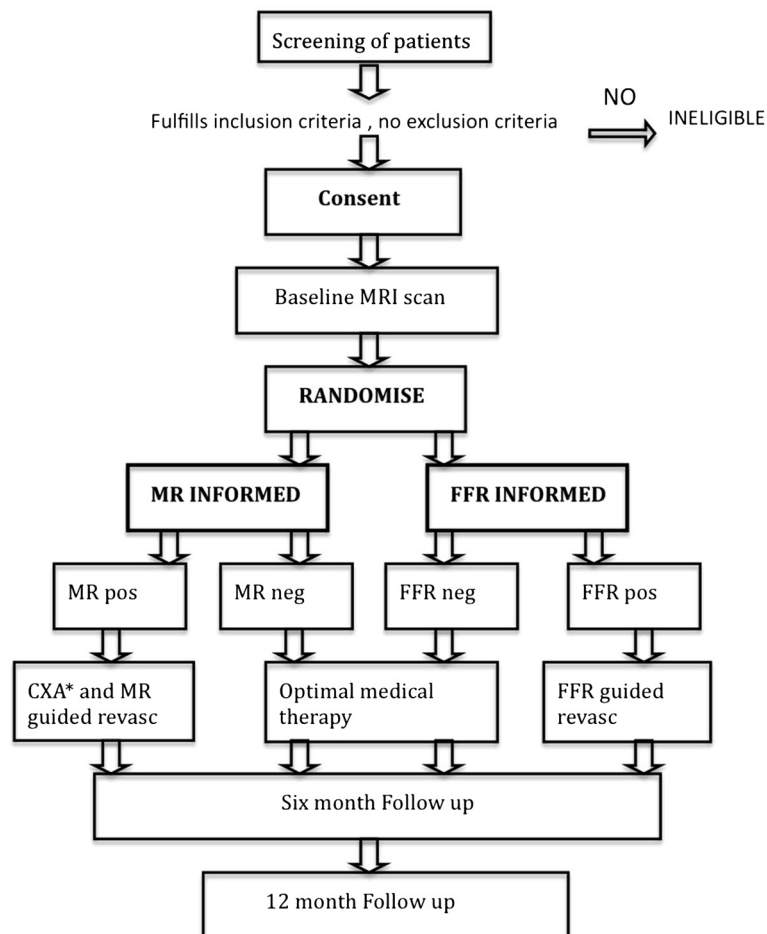 Screening of patients
NO
INELIGIBLE
Fulfills inclusion criteria , no exclusion criteria
Consent
Baseline MRI scan
RANDOMISE
MR INFORMED
FFR INFORMED
MR pos
MR neg
FFR neg
FFR pos
CXA* and MR
guided revasc
Optimal medical
therapy
FFR guided
revasc
Six month Follow up
12 month Follow up